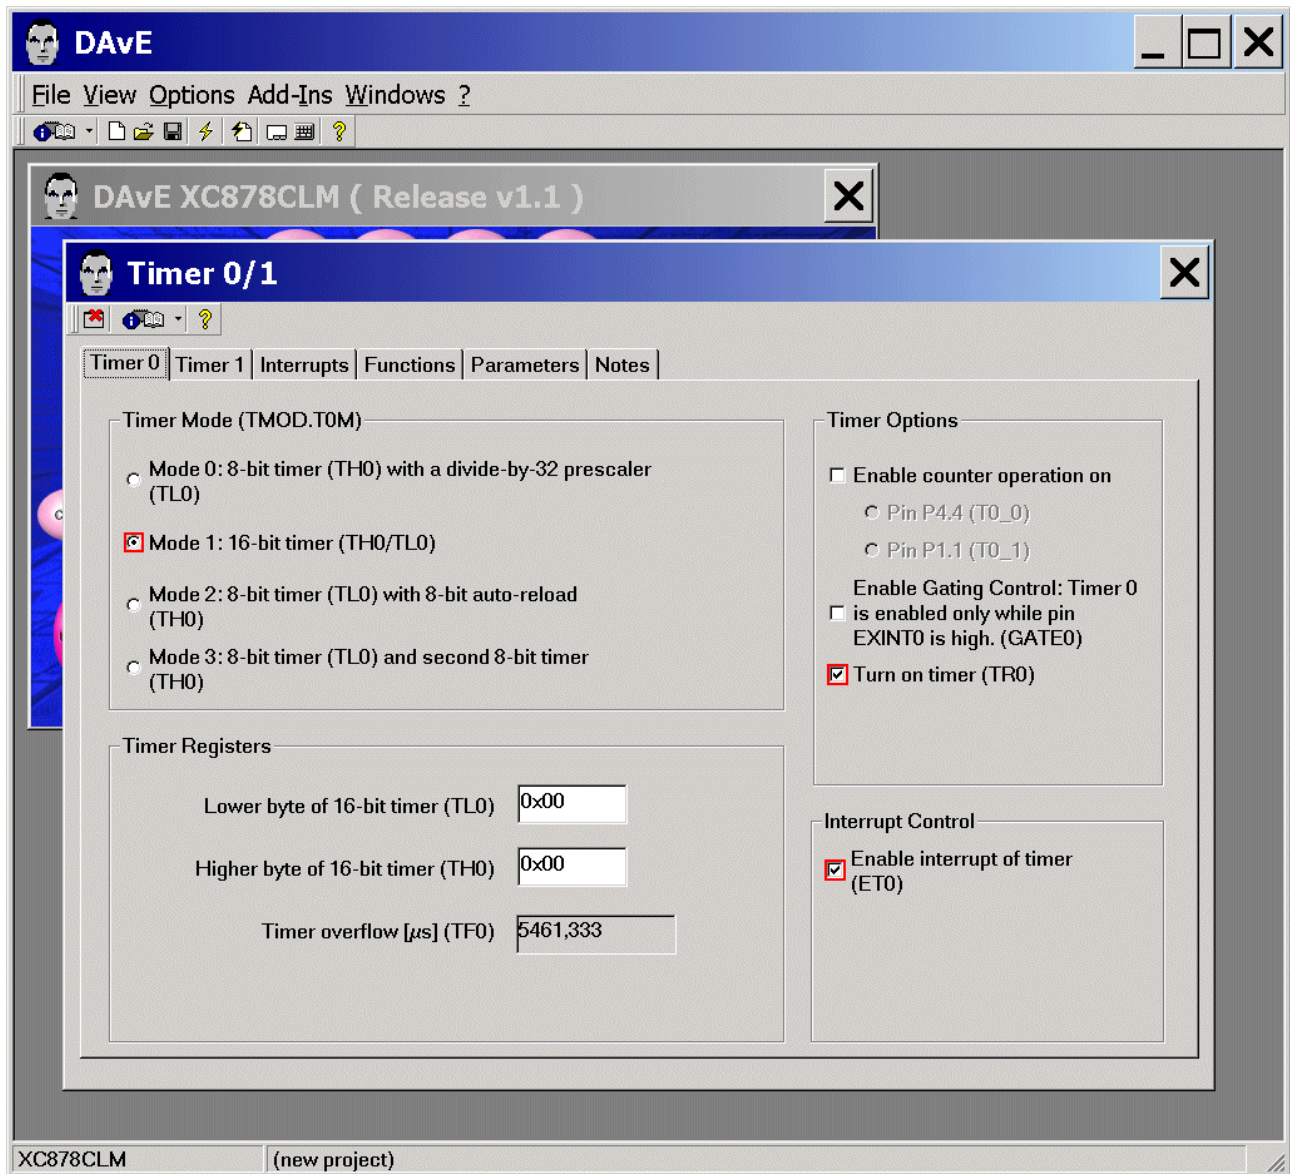 DAvE
File View Options Add-Ins Windows ?
DAvE XC878CLM ( Release v1.1 )
Timer 0/1
Timer 0 Timer 1 Interrupts Functions Parameters Notes
Timer Mode (TMOD.T0M)
Mode 0: 8-bit timer (TH0) with a divide-by-32 prescaler
(TL0)
Mode 1: 16-bit timer (TH0/TL0)
Mode 2: 8-bit timer (TL0) with 8-bit auto-reload
(TH0)
Mode 3: 8-bit timer (TL0) and second 8-bit timer
(TH0)
Timer Options
Enable counter operation on
Pin P4.4 (T0_0)
Pin P1.1 (T0_1)
Enable Gating Control: Timer 0
is enabled only while pin
EXINT0 is high. (GATE0)
Turn on timer (TR0)
Timer Registers
Lower byte of 16-bit timer (TL0) 0x00
Higher byte of 16-bit timer (TH0) 0x00
Timer overflow [µs] (TF0) 5461,333
Interrupt Control
Enable interrupt of timer
(ET0)
XC878CLM (new project)